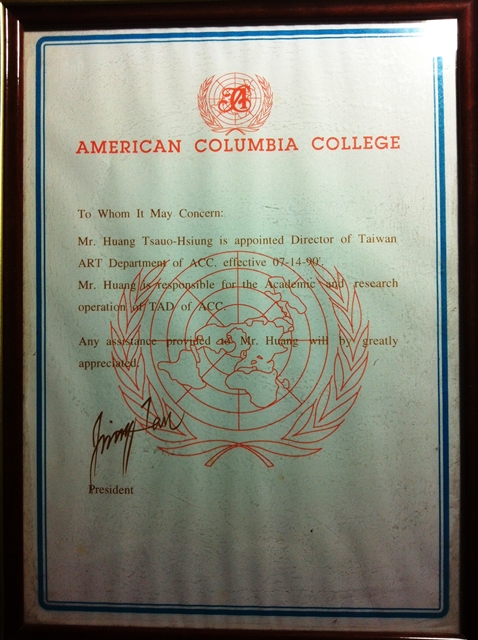 AMERICAN COLUMBIA COLLEGE
To Whom It May Concern:
Mr. Huang Tsauo-Hsiung is appointed Director of Taiwan
ART Department of ACC. effective 07-14-90'.
Mr. Huang is responsible for the Academic and research
operation of TAD of ACC.
Any assistance provided to Mr. Huang will by greatly
appreciated.
President